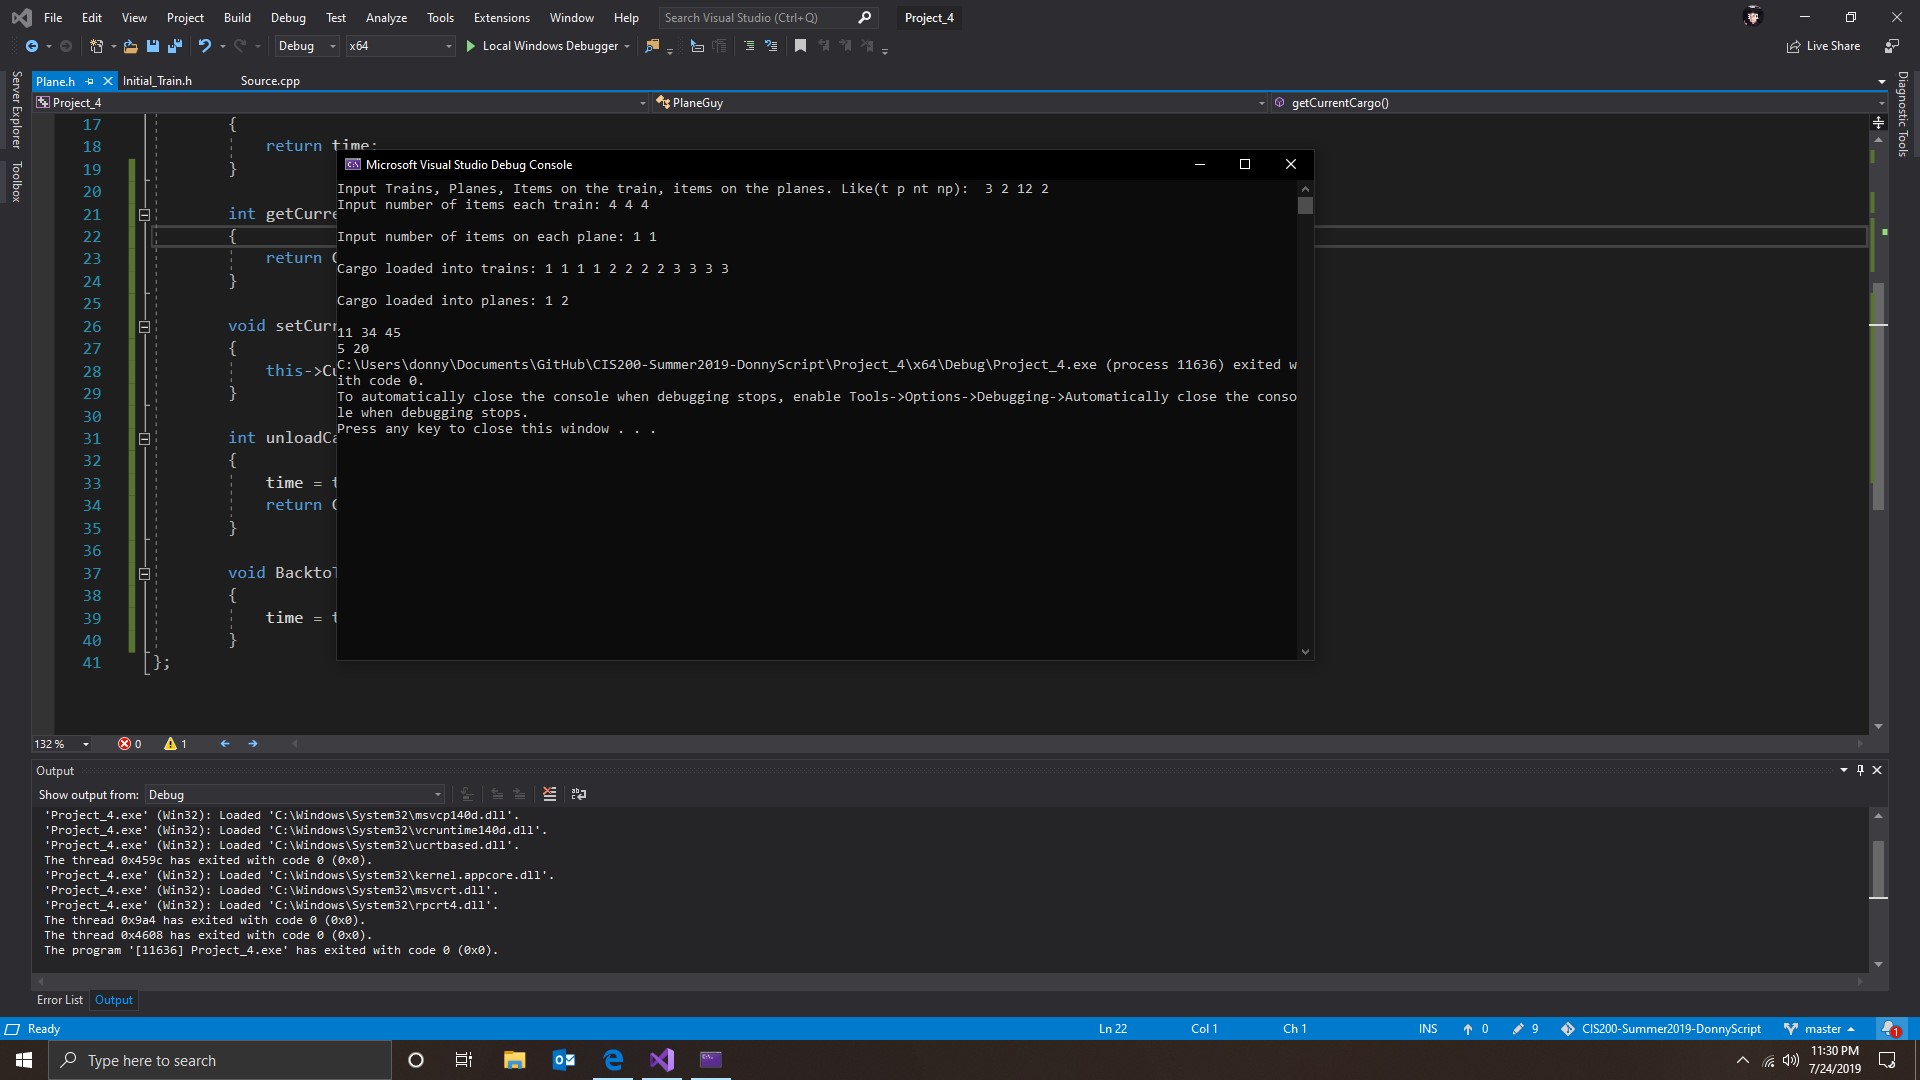 File Edit View Project Build Debug Test Analyze Tools Extensions Window Help Search Visual Studio (Ctrl+Q) Project_4
Debug x64 Local Windows Debugger Live Share
Server Explorer
Toolbox
Diagnostic Tools
Plane.h Initial_Train.h Source.cpp
Project_4 PlaneGuy getCurrentCargo()
17 {
18 return time;
19 }
20
21 int getCurre
22 {
23 return
24 }
25
26 void setCurr
27 {
28 this->Cu
29 }
30
31 int unloadCa
32 {
33 time = t
34 return
35 }
36
37 void BacktoT
38 {
39 time = t
40 }
41 };
Microsoft Visual Studio Debug Console
Input Trains, Planes, Items on the train, items on the planes. Like(t p nt np):  3 2 12 2
Input number of items each train: 4 4 4
Input number of items on each plane: 1 1
Cargo loaded into trains: 1 1 1 1 2 2 2 2 3 3 3 3
Cargo loaded into planes: 1 2
11 34 45
5 20
C:\Users\donny\Documents\GitHub\CIS200-Summer2019-DonnyScript\Project_4\x64\Debug\Project_4.exe (process 11636) exited w
ith code 0.
To automatically close the console when debugging stops, enable Tools->Options->Debugging->Automatically close the conso
le when debugging stops.
Press any key to close this window . . .
132 % 0 1
Output
Show output from: Debug
'Project_4.exe' (Win32): Loaded 'C:\Windows\System32\msvcp140d.dll'.
'Project_4.exe' (Win32): Loaded 'C:\Windows\System32\vcruntime140d.dll'.
'Project_4.exe' (Win32): Loaded 'C:\Windows\System32\ucrtbased.dll'.
The thread 0x459c has exited with code 0 (0x0).
'Project_4.exe' (Win32): Loaded 'C:\Windows\System32\kernel.appcore.dll'.
'Project_4.exe' (Win32): Loaded 'C:\Windows\System32\msvcrt.dll'.
'Project_4.exe' (Win32): Loaded 'C:\Windows\System32\rpcrt4.dll'.
The thread 0x9a4 has exited with code 0 (0x0).
The thread 0x4608 has exited with code 0 (0x0).
The program '[11636] Project_4.exe' has exited with code 0 (0x0).
Error List Output
Ready Ln 22 Col 1 Ch 1 INS 0 9 CIS200-Summer2019-DonnyScript master 1
Type here to search 11:30 PM
7/24/2019